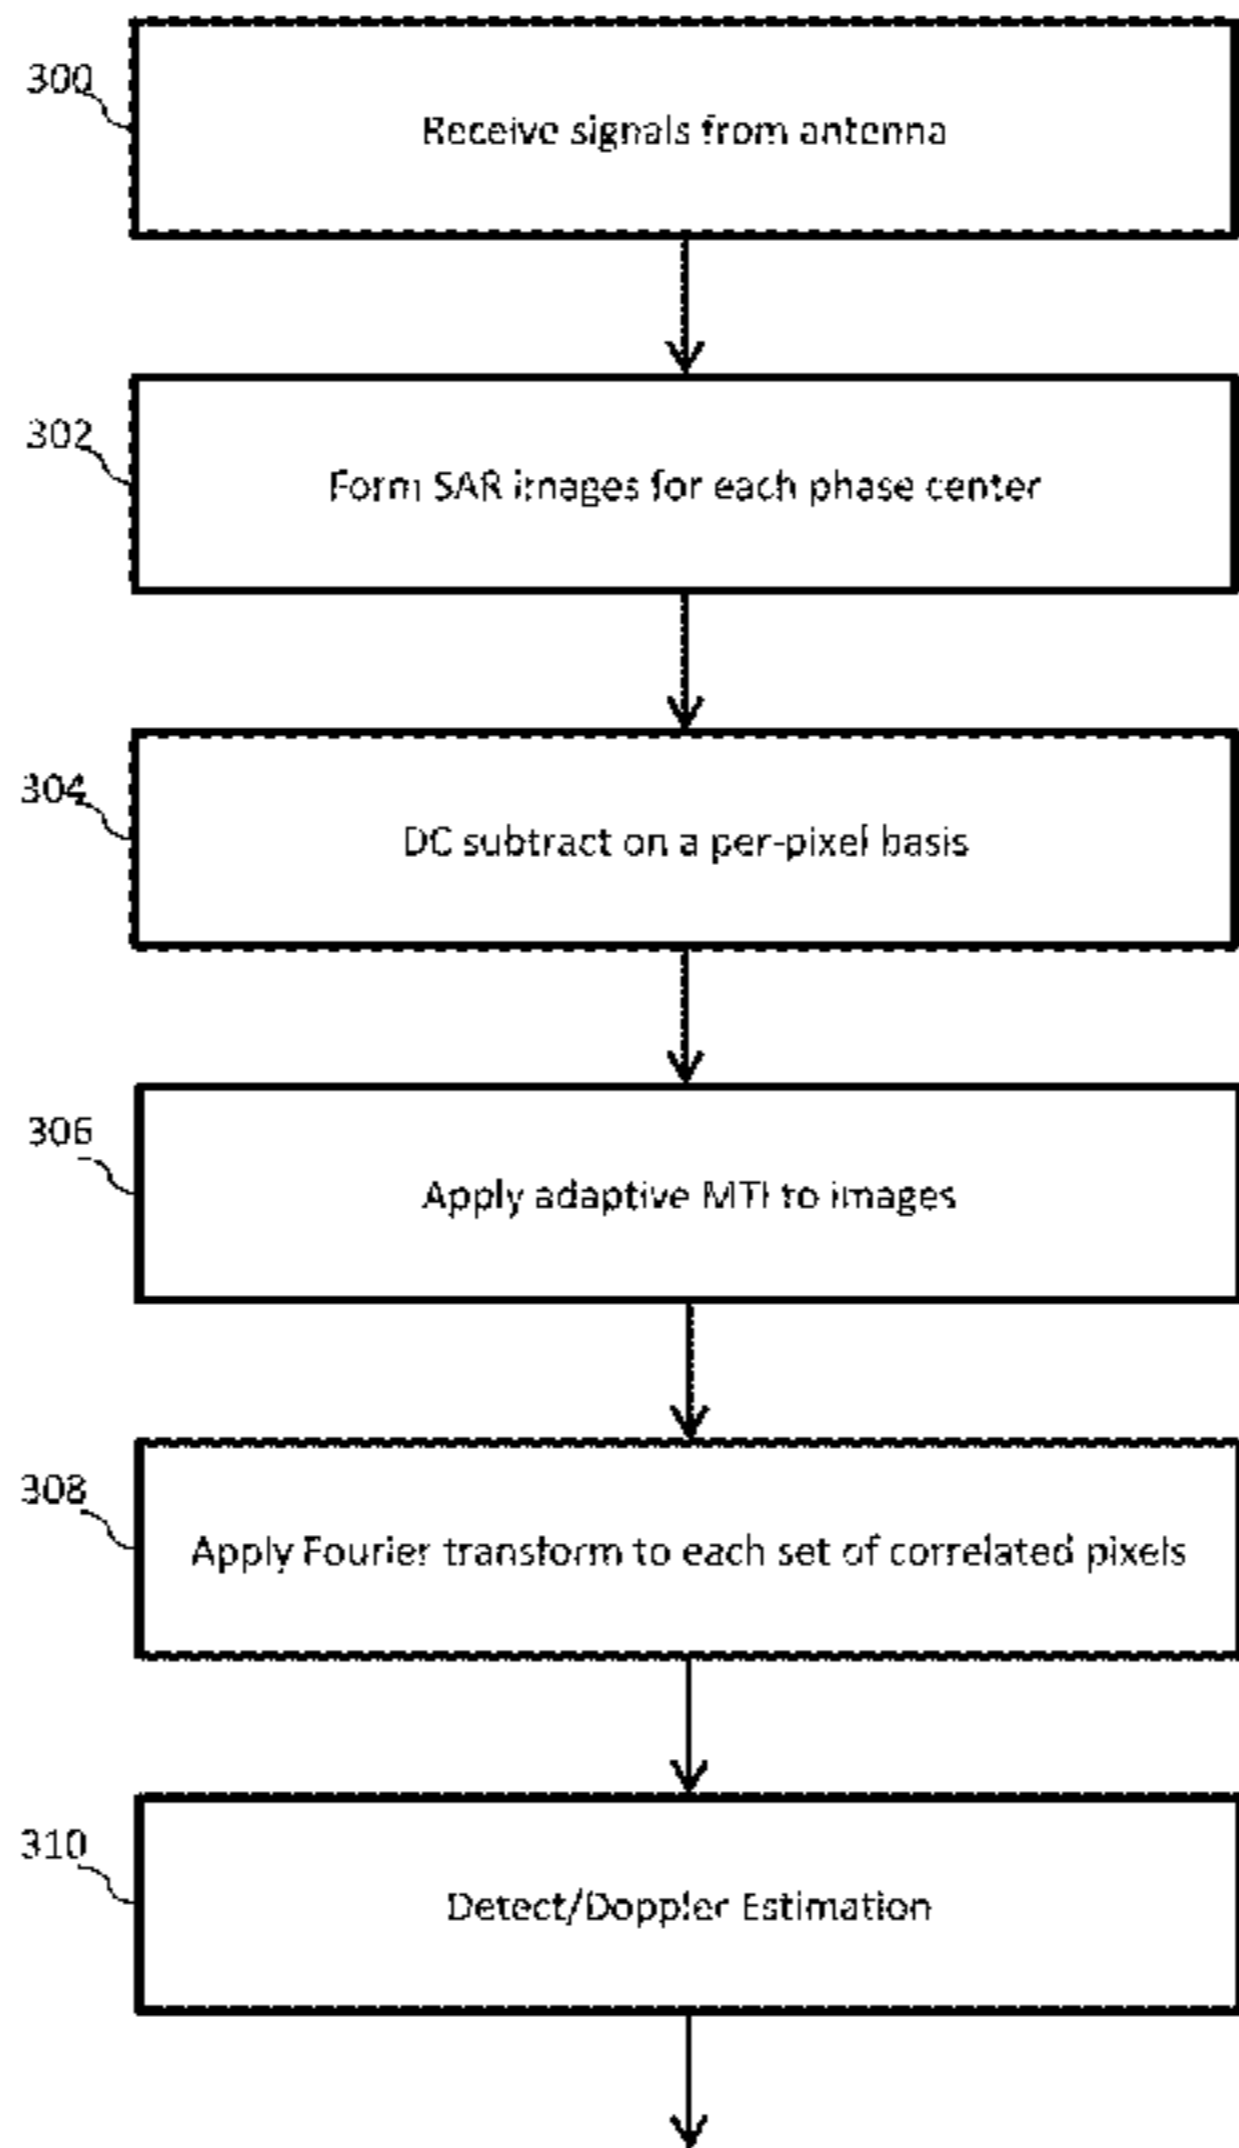 300
Receive signals from antenna
302
Form SAR images for each phase center
304
DC subtract on a per-pixel basis
306
Apply adaptive MTI to images
308
Apply Fourier transform to each set of correlated pixels
310
Detect/Doppler Estimation